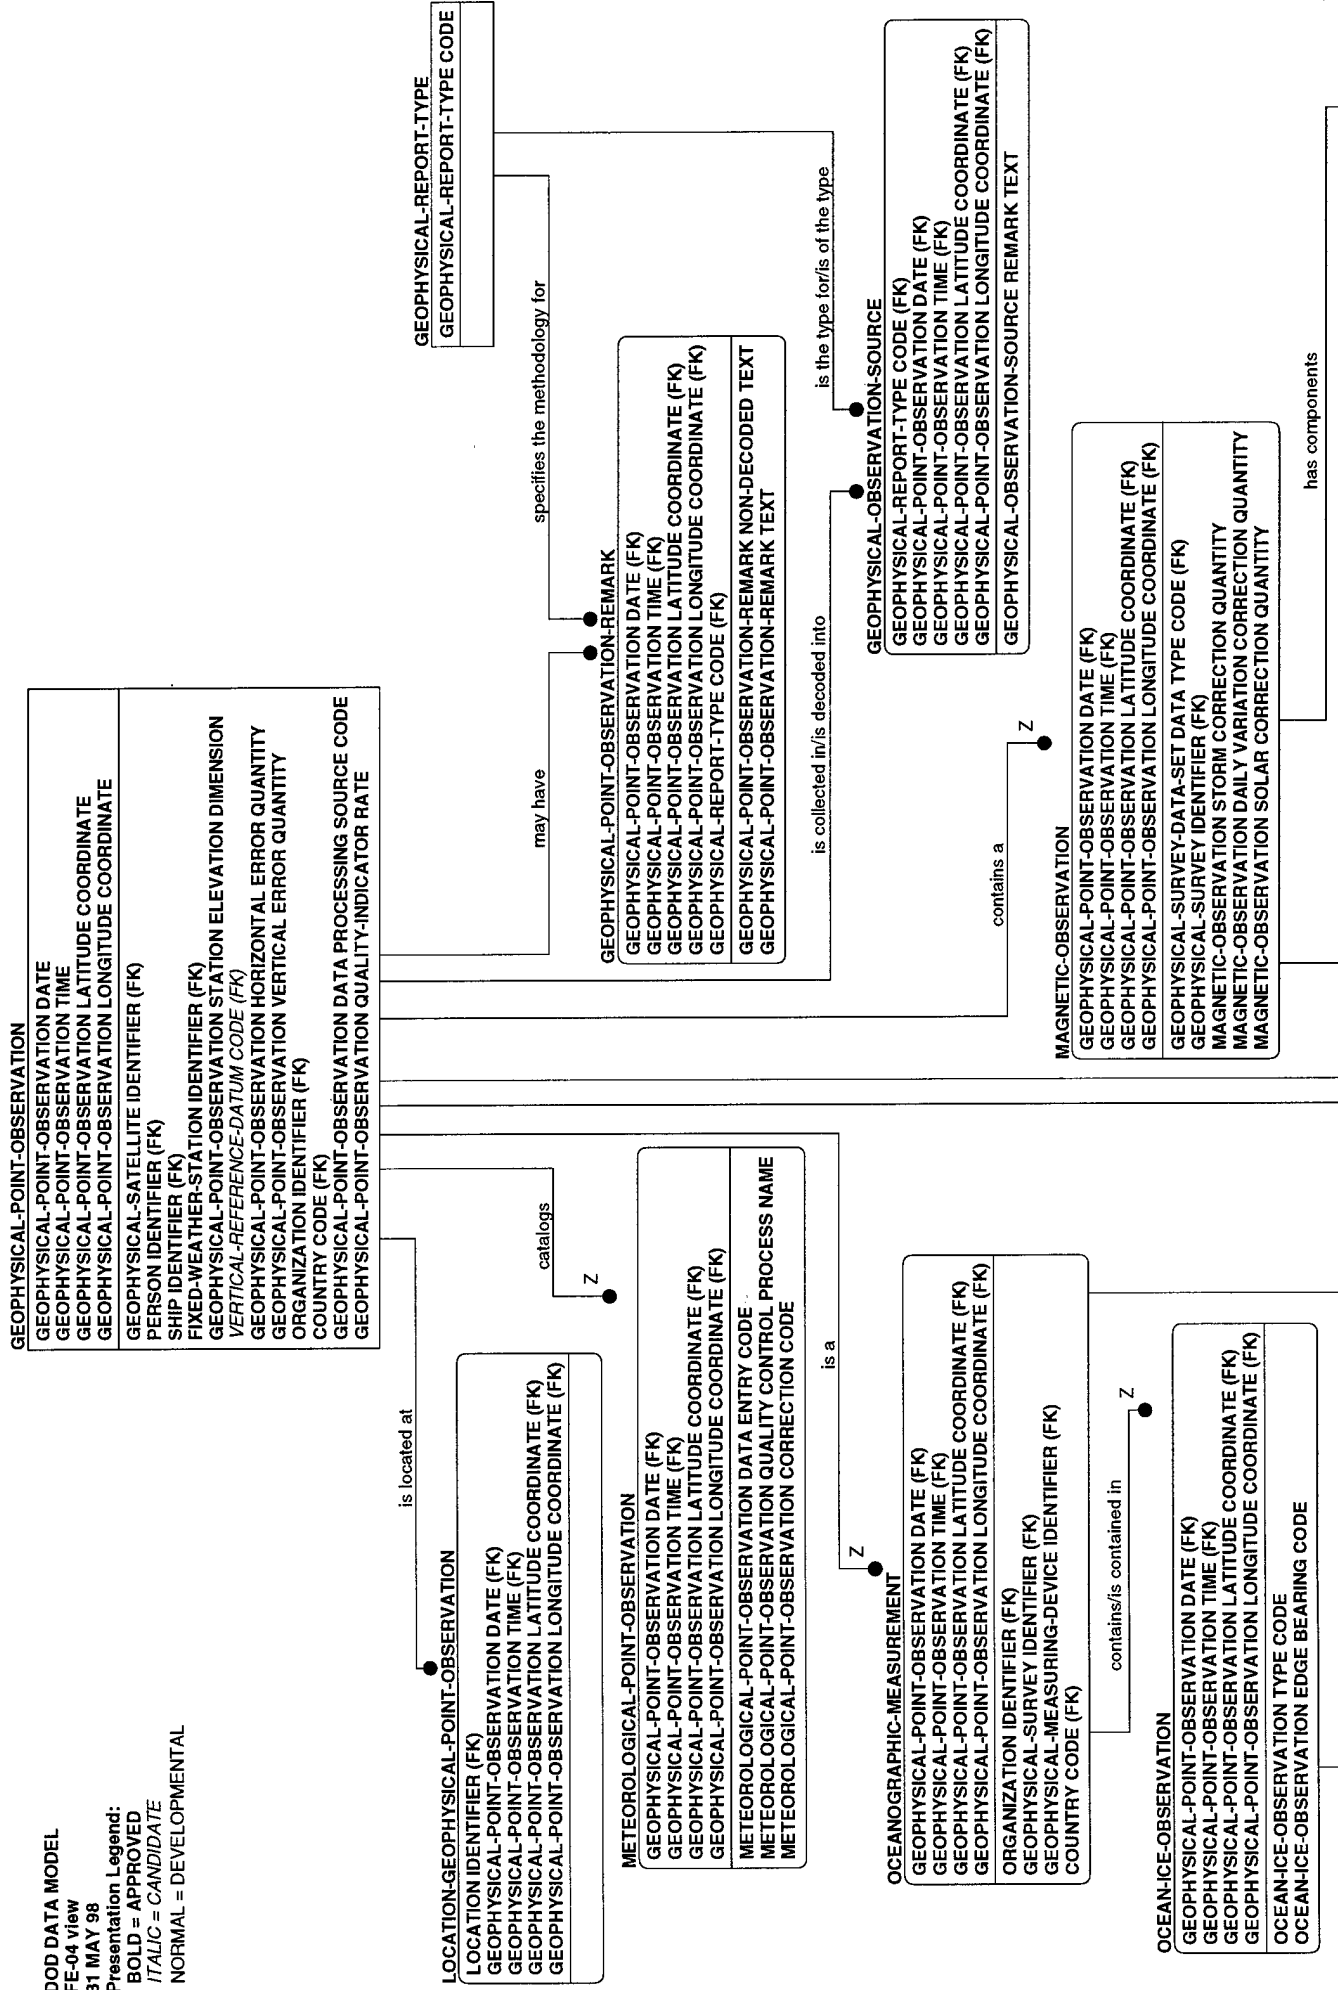 DOD DATA MODEL
FE-04 view
31 MAY 98
Presentation Legend:
BOLD = APPROVED
ITALIC = CANDIDATE
NORMAL = DEVELOPMENTAL
GEOPHYSICAL-POINT-OBSERVATION
GEOPHYSICAL-POINT-OBSERVATION DATE
GEOPHYSICAL-POINT-OBSERVATION TIME
GEOPHYSICAL-POINT-OBSERVATION LATITUDE COORDINATE
GEOPHYSICAL-POINT-OBSERVATION LONGITUDE COORDINATE
GEOPHYSICAL-SATELLITE IDENTIFIER (FK)
PERSON IDENTIFIER (FK)
SHIP IDENTIFIER (FK)
FIXED-WEATHER-STATION IDENTIFIER (FK)
GEOPHYSICAL-POINT-OBSERVATION STATION ELEVATION DIMENSION
VERTICAL-REFERENCE-DATUM CODE (FK)
GEOPHYSICAL-POINT-OBSERVATION HORIZONTAL ERROR QUANTITY
GEOPHYSICAL-POINT-OBSERVATION VERTICAL ERROR QUANTITY
ORGANIZATION IDENTIFIER (FK)
COUNTRY CODE (FK)
GEOPHYSICAL-POINT-OBSERVATION DATA PROCESSING SOURCE CODE
GEOPHYSICAL-POINT-OBSERVATION QUALITY-INDICATOR RATE
GEOPHYSICAL-REPORT-TYPE
GEOPHYSICAL-REPORT-TYPE CODE
is located at
catalogs
Z
may have
specifies the methodology for
LOCATION-GEOPHYSICAL-POINT-OBSERVATION
LOCATION IDENTIFIER (FK)
GEOPHYSICAL-POINT-OBSERVATION DATE (FK)
GEOPHYSICAL-POINT-OBSERVATION TIME (FK)
GEOPHYSICAL-POINT-OBSERVATION LATITUDE COORDINATE (FK)
GEOPHYSICAL-POINT-OBSERVATION LONGITUDE COORDINATE (FK)
GEOPHYSICAL-POINT-OBSERVATION-REMARK
GEOPHYSICAL-POINT-OBSERVATION DATE (FK)
GEOPHYSICAL-POINT-OBSERVATION TIME (FK)
GEOPHYSICAL-POINT-OBSERVATION LATITUDE COORDINATE (FK)
GEOPHYSICAL-POINT-OBSERVATION LONGITUDE COORDINATE (FK)
GEOPHYSICAL-REPORT-TYPE CODE (FK)
GEOPHYSICAL-POINT-OBSERVATION-REMARK NON-DECODED TEXT
GEOPHYSICAL-POINT-OBSERVATION-REMARK TEXT
METEOROLOGICAL-POINT-OBSERVATION
GEOPHYSICAL-POINT-OBSERVATION DATE (FK)
GEOPHYSICAL-POINT-OBSERVATION TIME (FK)
GEOPHYSICAL-POINT-OBSERVATION LATITUDE COORDINATE (FK)
GEOPHYSICAL-POINT-OBSERVATION LONGITUDE COORDINATE (FK)
METEOROLOGICAL-POINT-OBSERVATION DATA ENTRY CODE
METEOROLOGICAL-POINT-OBSERVATION QUALITY CONTROL PROCESS NAME
METEOROLOGICAL-POINT-OBSERVATION CORRECTION CODE
is a
Z
is collected in/is decoded into
is the type for/is of the type
GEOPHYSICAL-OBSERVATION-SOURCE
GEOPHYSICAL-REPORT-TYPE CODE (FK)
GEOPHYSICAL-POINT-OBSERVATION DATE (FK)
GEOPHYSICAL-POINT-OBSERVATION TIME (FK)
GEOPHYSICAL-POINT-OBSERVATION LATITUDE COORDINATE (FK)
GEOPHYSICAL-POINT-OBSERVATION LONGITUDE COORDINATE (FK)
GEOPHYSICAL-OBSERVATION-SOURCE REMARK TEXT
OCEANOGRAPHIC-MEASUREMENT
GEOPHYSICAL-POINT-OBSERVATION DATE (FK)
GEOPHYSICAL-POINT-OBSERVATION TIME (FK)
GEOPHYSICAL-POINT-OBSERVATION LATITUDE COORDINATE (FK)
GEOPHYSICAL-POINT-OBSERVATION LONGITUDE COORDINATE (FK)
ORGANIZATION IDENTIFIER (FK)
GEOPHYSICAL-SURVEY IDENTIFIER (FK)
GEOPHYSICAL-MEASURING-DEVICE IDENTIFIER (FK)
COUNTRY CODE (FK)
contains a
Z
MAGNETIC-OBSERVATION
GEOPHYSICAL-POINT-OBSERVATION DATE (FK)
GEOPHYSICAL-POINT-OBSERVATION TIME (FK)
GEOPHYSICAL-POINT-OBSERVATION LATITUDE COORDINATE (FK)
GEOPHYSICAL-POINT-OBSERVATION LONGITUDE COORDINATE (FK)
GEOPHYSICAL-SURVEY-DATA-SET DATA TYPE CODE (FK)
GEOPHYSICAL-SURVEY IDENTIFIER (FK)
MAGNETIC-OBSERVATION STORM CORRECTION QUANTITY
MAGNETIC-OBSERVATION DAILY VARIATION CORRECTION QUANTITY
MAGNETIC-OBSERVATION SOLAR CORRECTION QUANTITY
contains/is contained in
Z
OCEAN-ICE-OBSERVATION
GEOPHYSICAL-POINT-OBSERVATION DATE (FK)
GEOPHYSICAL-POINT-OBSERVATION TIME (FK)
GEOPHYSICAL-POINT-OBSERVATION LATITUDE COORDINATE (FK)
GEOPHYSICAL-POINT-OBSERVATION LONGITUDE COORDINATE (FK)
OCEAN-ICE-OBSERVATION TYPE CODE
OCEAN-ICE-OBSERVATION EDGE BEARING CODE
has components